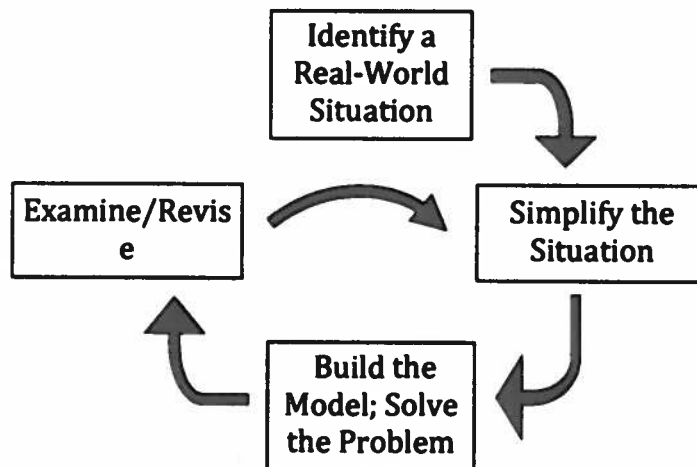 Identify a
Real-World
Situation
Examine/Revis
e
Simplify the
Situation
Build the
Model; Solve
the Problem